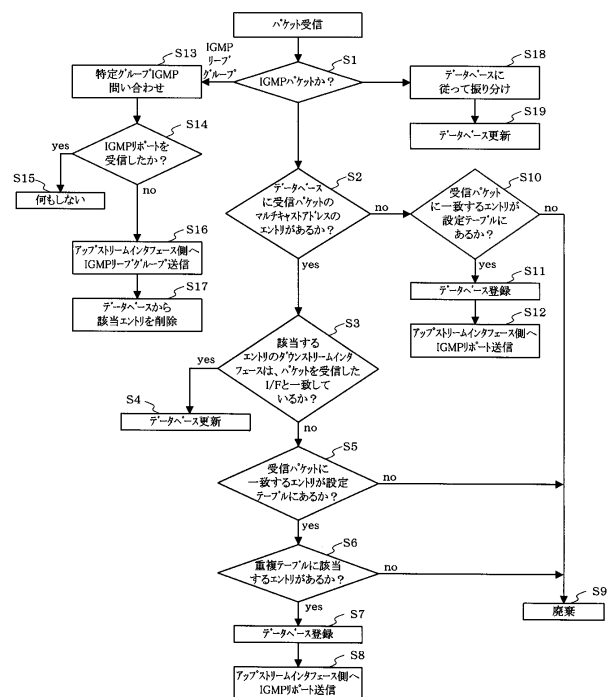 パケット受信
S1
IGMPパケットか？
IGMP
リーブ
グループ
S13
特定グループIGMP
問い合わせ
S14
IGMPリポートを
受信したか？
yes
no
S15
何もしない
S16
アップストリームインタフェース側へ
IGMPリーブグループ送信
S17
データベースから
該当エントリを削除
S18
データベースに
従って振り分け
S19
データベース更新
S2
データベース
に受信パケットの
マルチキャストアドレスの
エントリがあるか？
no
yes
S10
受信パケット
に一致するエントリが
設定テーブルに
あるか？
no
yes
S11
データベース登録
S12
アップストリームインタフェース側へ
IGMPリポート送信
S3
該当する
エントリのダウンストリームインタ
フェースは、パケットを受信した
I/Fと一致して
いるか？
yes
no
S4
データベース更新
S5
受信パケットに
一致するエントリが設定
テーブルにあるか？
no
yes
S6
重複テーブルに該当
するエントリがあるか？
no
yes
S7
データベース登録
S8
アップストリームインタフェース側へ
IGMPリポート送信
S9
廃棄